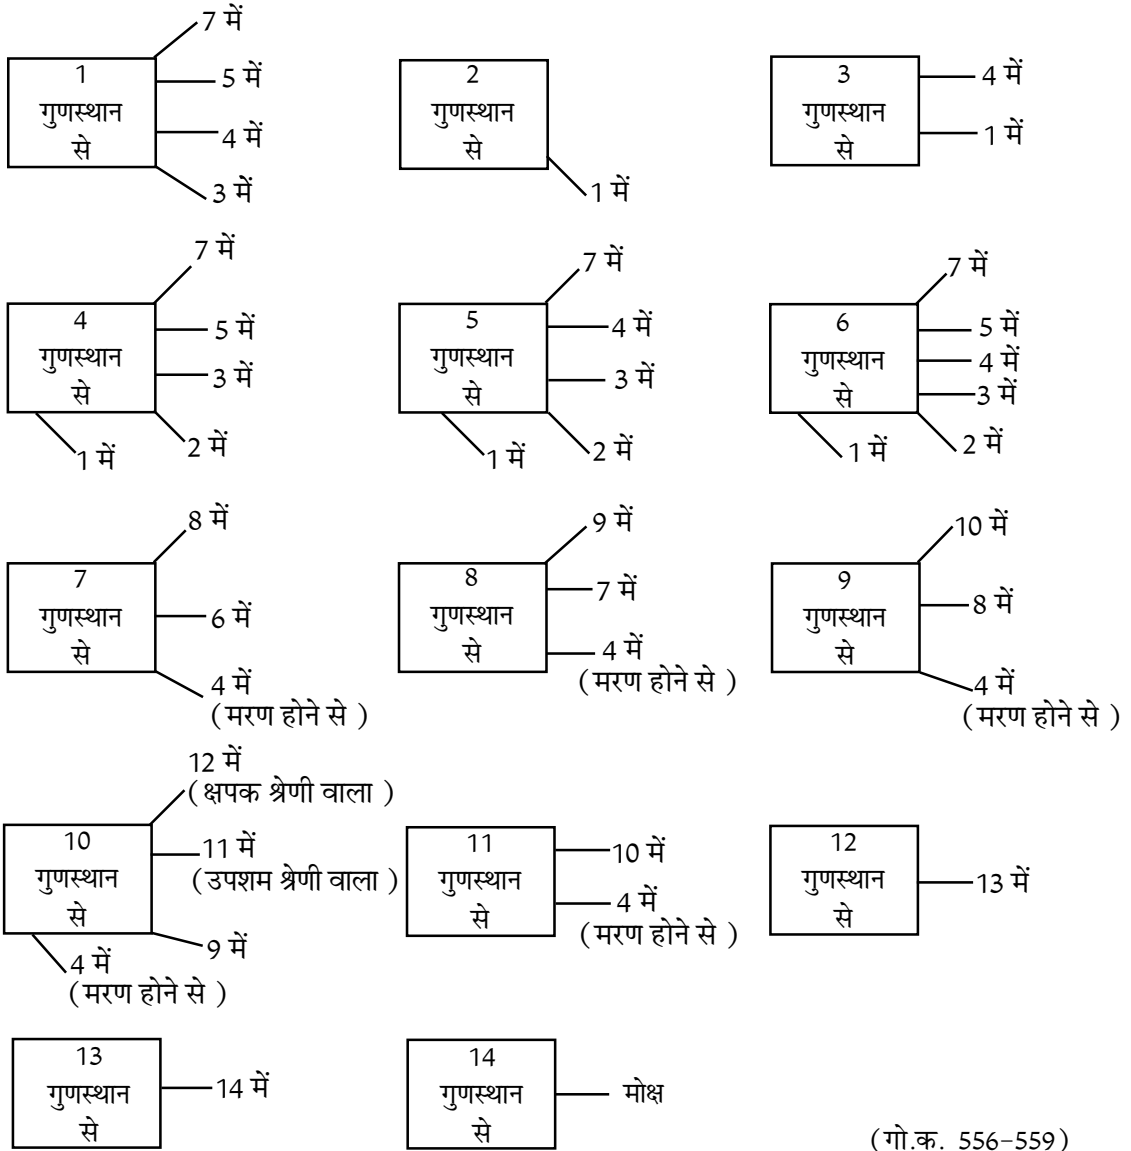 1
गुणस्थान
से
7 में
5 में
4 में
3 में
2
गुणस्थान
से
1 में
3
गुणस्थान
से
4 में
1 में
4
गुणस्थान
से
7 में
5 में
3 में
2 में
1 में
5
गुणस्थान
से
7 में
4 में
3 में
2 में
1 में
6
गुणस्थान
से
7 में
5 में
4 में
3 में
2 में
1 में
7
गुणस्थान
से
8 में
6 में
4 में
(मरण होने से )
8
गुणस्थान
से
9 में
7 में
4 में
(मरण होने से )
9
गुणस्थान
से
10 में
8 में
4 में
(मरण होने से )
10
गुणस्थान
से
12 में
(क्षपक श्रेणी वाला )
11 में
(उपशम श्रेणी वाला )
9 में
4 में
(मरण होने से )
11
गुणस्थान
से
10 में
4 में
(मरण होने से )
12
गुणस्थान
से
13 में
13
गुणस्थान
से
14 में
14
गुणस्थान
से
मोक्ष
(गो.क. 556-559)